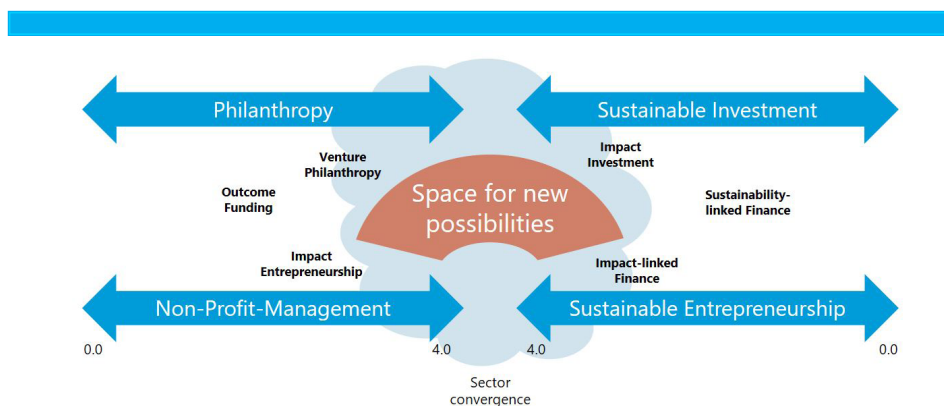 Philanthropy
Sustainable Investment
Venture
Philanthropy
Impact
Investment
Outcome
Funding
Space for new
possibilities
Sustainability-
linked Finance
Impact
Entrepreneurship
Impact-linked
Finance
Non-Profit-Management
Sustainable Entrepreneurship
0.0
4.0
4.0
0.0
Sector
convergence